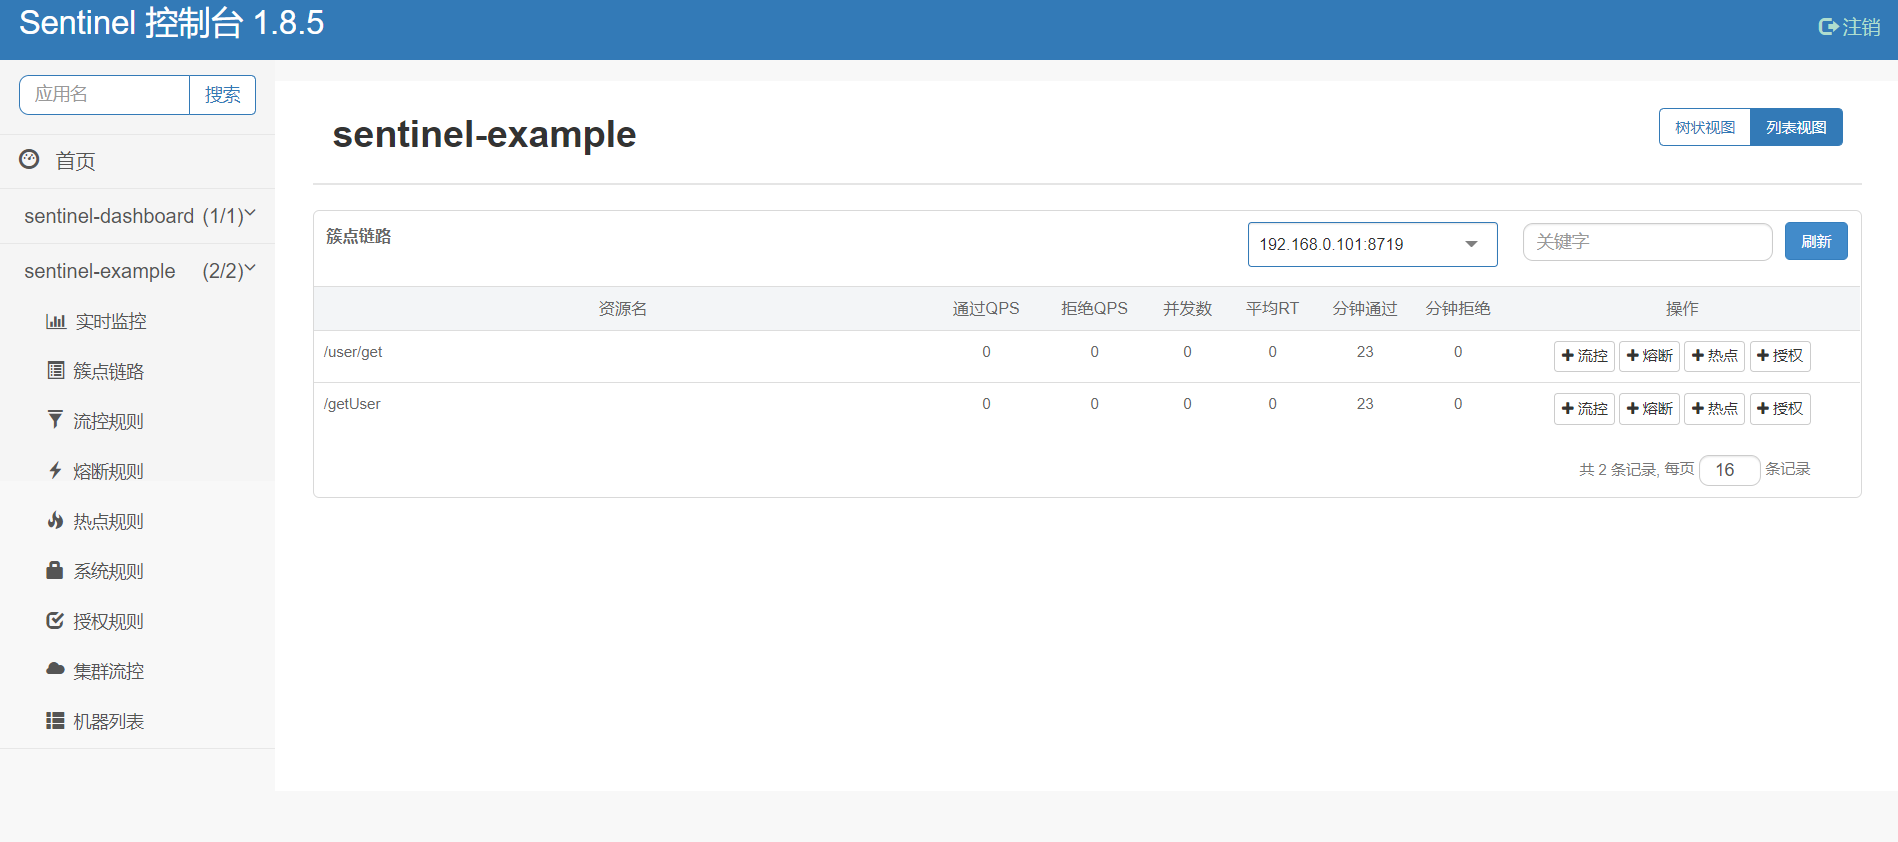 Sentinel 控制台 1.8.5
注销
应用名 搜索
首页
sentinel-dashboard (1/1)
sentinel-example (2/2)
实时监控
簇点链路
流控规则
熔断规则
热点规则
系统规则
授权规则
集群流控
机器列表
sentinel-example
树状视图 列表视图
簇点链路 192.168.0.101:8719 关键字 刷新
资源名 通过QPS 拒绝QPS 并发数 平均RT 分钟通过 分钟拒绝 操作
/user/get 0 0 0 0 23 0 流控 熔断 热点 授权
/getUser 0 0 0 0 23 0 流控 熔断 热点 授权
共 2 条记录, 每页 16 条记录